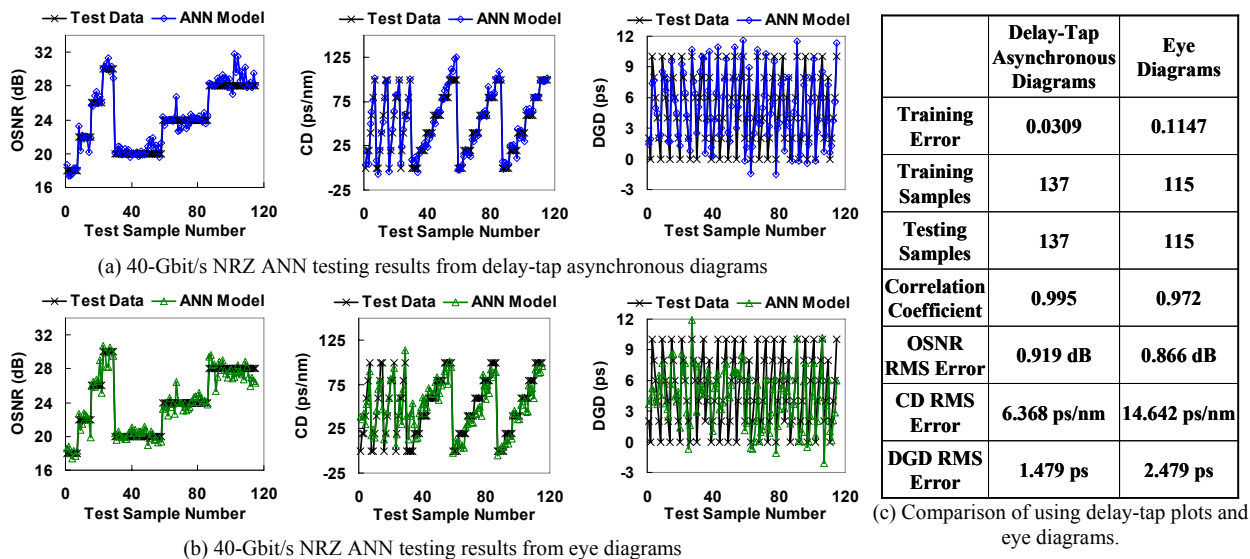 Test Data ANN Model
OSNR (dB)
32
28
24
20
16
0 40 80 120
Test Sample Number
Test Data ANN Model
CD (ps/nm)
125
75
25
-25
0 40 80 120
Test Sample Number
Test Data ANN Model
DGD (ps)
12
9
6
3
0
-3
0 40 80 120
Test Sample Number
(a) 40-Gbit/s NRZ ANN testing results from delay-tap asynchronous diagrams
Test Data ANN Model
OSNR (dB)
32
28
24
20
16
0 40 80 120
Test Sample Number
Test Data ANN Model
CD (ps/nm)
125
75
25
-25
0 40 80 120
Test Sample Number
Test Data ANN Model
DGD (ps)
12
9
6
3
0
-3
0 40 80 120
Test Sample Number
(b) 40-Gbit/s NRZ ANN testing results from eye diagrams
Delay-Tap
Asynchronous
Diagrams
Eye
Diagrams
Training
Error
0.0309
0.1147
Training
Samples
137
115
Testing
Samples
137
115
Correlation
Coefficient
0.995
0.972
OSNR
RMS Error
0.919 dB
0.866 dB
CD RMS
Error
6.368 ps/nm
14.642 ps/nm
DGD RMS
Error
1.479 ps
2.479 ps
(c) Comparison of using delay-tap plots and
eye diagrams.